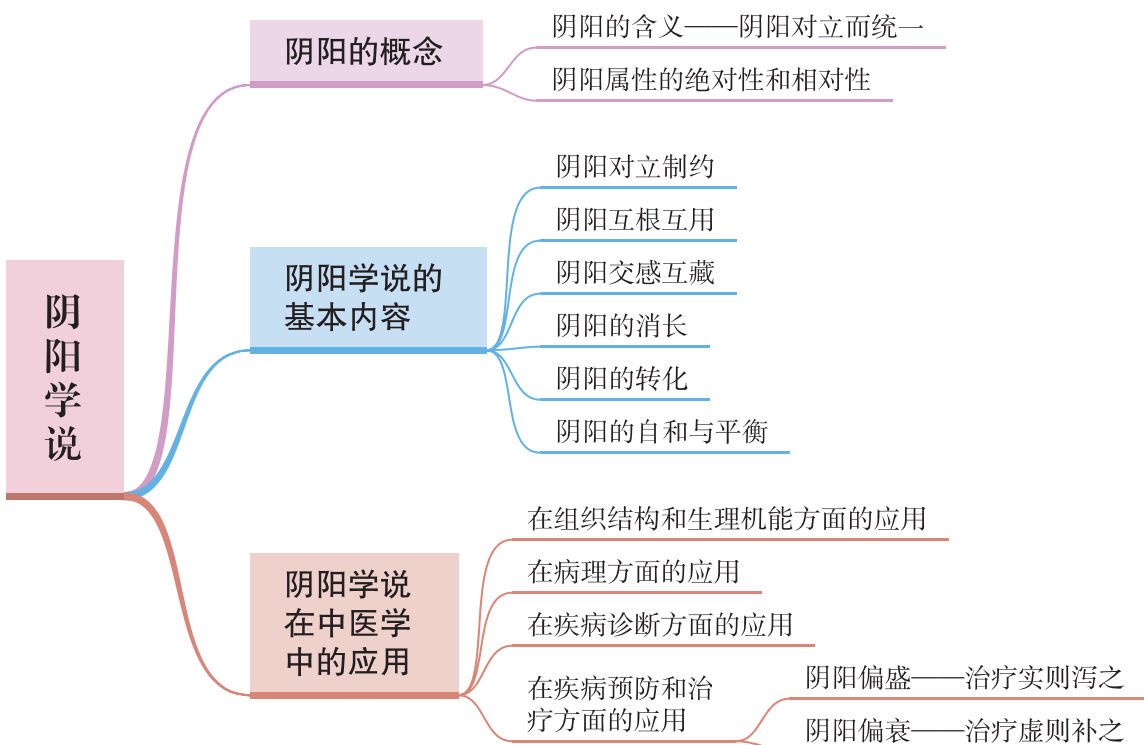 阴
阳
学
说
阴阳的概念
阴阳的含义——阴阳对立而统一
阴阳属性的绝对性和相对性
阴阳学说的
基本内容
阴阳对立制约
阴阳互根互用
阴阳交感互藏
阴阳的消长
阴阳的转化
阴阳的自和与平衡
阴阳学说
在中医学
中的应用
在组织结构和生理机能方面的应用
在病理方面的应用
在疾病诊断方面的应用
在疾病预防和治
疗方面的应用
阴阳偏盛——治疗实则泻之
阴阳偏衰——治疗虚则补之